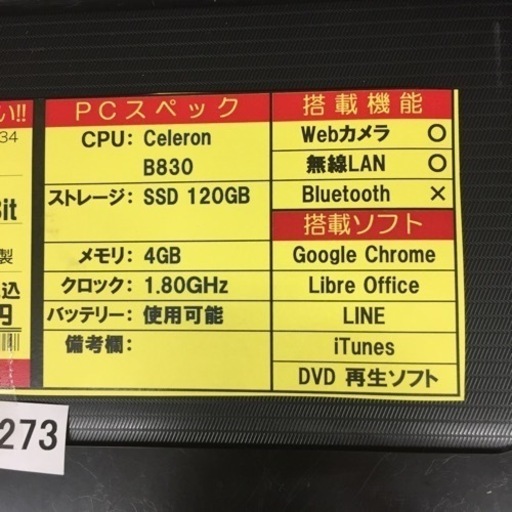 い!!
34
Bit
製
込
円
PCスペック
CPU: Celeron
B830
ストレージ: SSD 120GB
メモリ: 4GB
クロック: 1.80GHz
バッテリー: 使用可能
備考欄:
搭載機能
Webカメラ ○
無線LAN ○
Bluetooth ×
搭載ソフト
Google Chrome
Libre Office
LINE
iTunes
DVD 再生ソフト
273